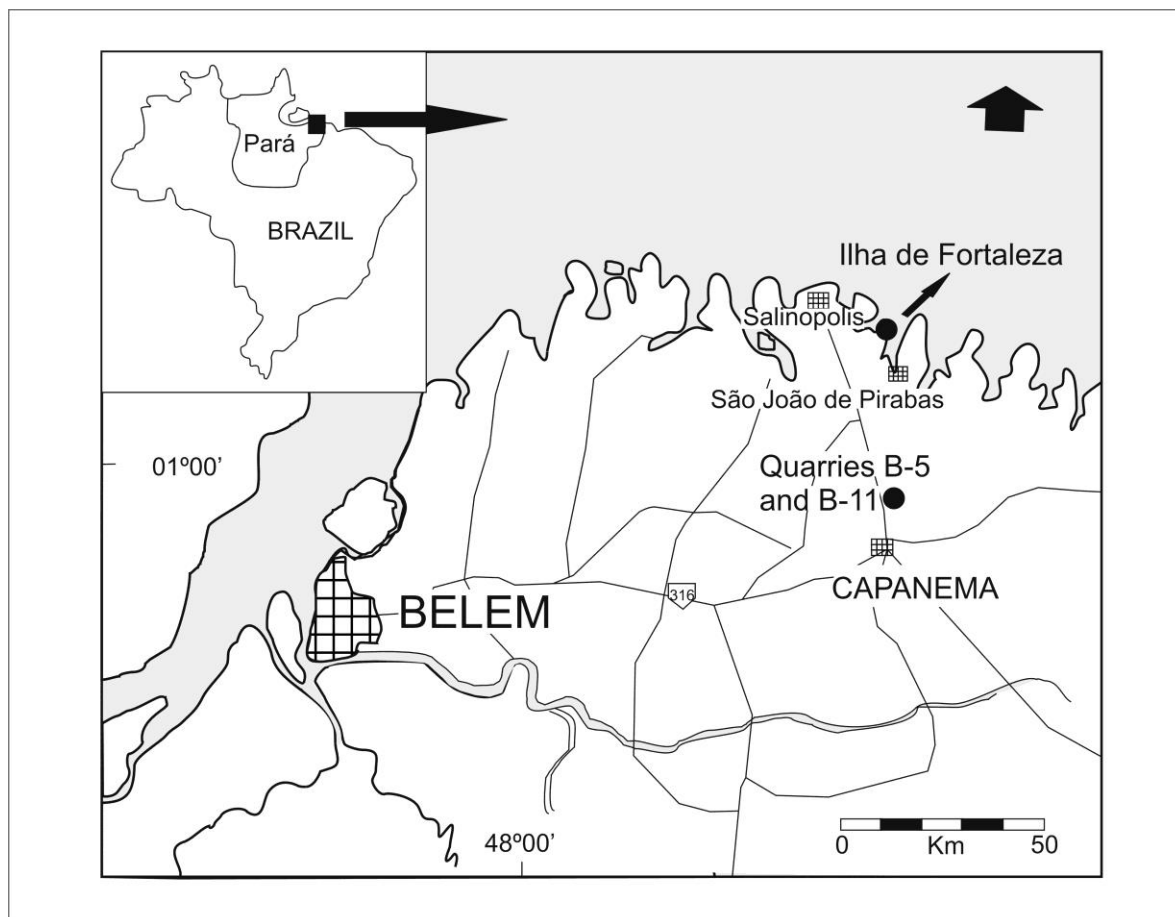 Pará
BRAZIL
Ilha de Fortaleza
Salinopolis
São João de Pirabas
01º00'
Quarries B-5
and B-11
316
CAPANEMA
BELEM
48º00'
0 Km 50